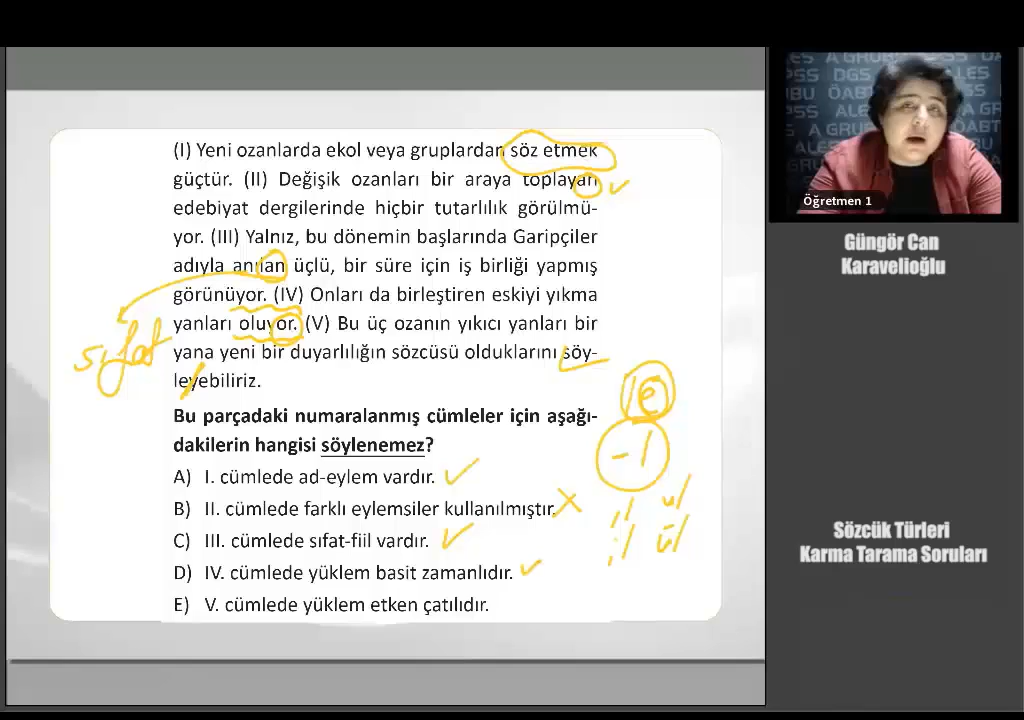 (I) Yeni ozanlarda ekol veya gruplardan söz etmek
güçtür. (II) Değişik ozanları bir araya toplayan
edebiyat dergilerinde hiçbir tutarlılık görülmü-
yor. (III) Yalnız, bu dönemin başlarında Garipçiler
adıyla anılan üçlü, bir süre için iş birliği yapmış
görünüyor. (IV) Onları da birleştiren eskiyi yıkma
yanları oluyor. (V) Bu üç ozanın yıkıcı yanları bir
yana yeni bir duyarlılığın sözcüsü olduklarını söy-
leyebiliriz.
sıfat
Bu parçadaki numaralanmış cümleler için aşağı-
dakilerin hangisi söylenemez?
A) I. cümlede ad-eylem vardır.
B) II. cümlede farklı eylemsiler kullanılmıştır.
C) III. cümlede sıfat-fiil vardır.
D) IV. cümlede yüklem basit zamanlıdır.
E) V. cümlede yüklem etken çatılıdır.
-l
ıl ul
il ül
Öğretmen 1
Güngör Can
Karavelioğlu
Sözcük Türleri
Karma Tarama Soruları